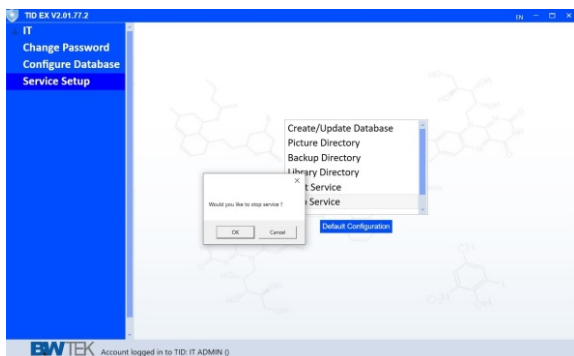 TID EX V2.01.77.2
EN
IT
Change Password
Configure Database
Service Setup
Create/Update Database
Picture Directory
Backup Directory
Library Directory
t Service
Service
Would you like to stop service ?
OK
Cancel
Default Configuration
BWTEK
Account logged in to TID: IT ADMIN ()